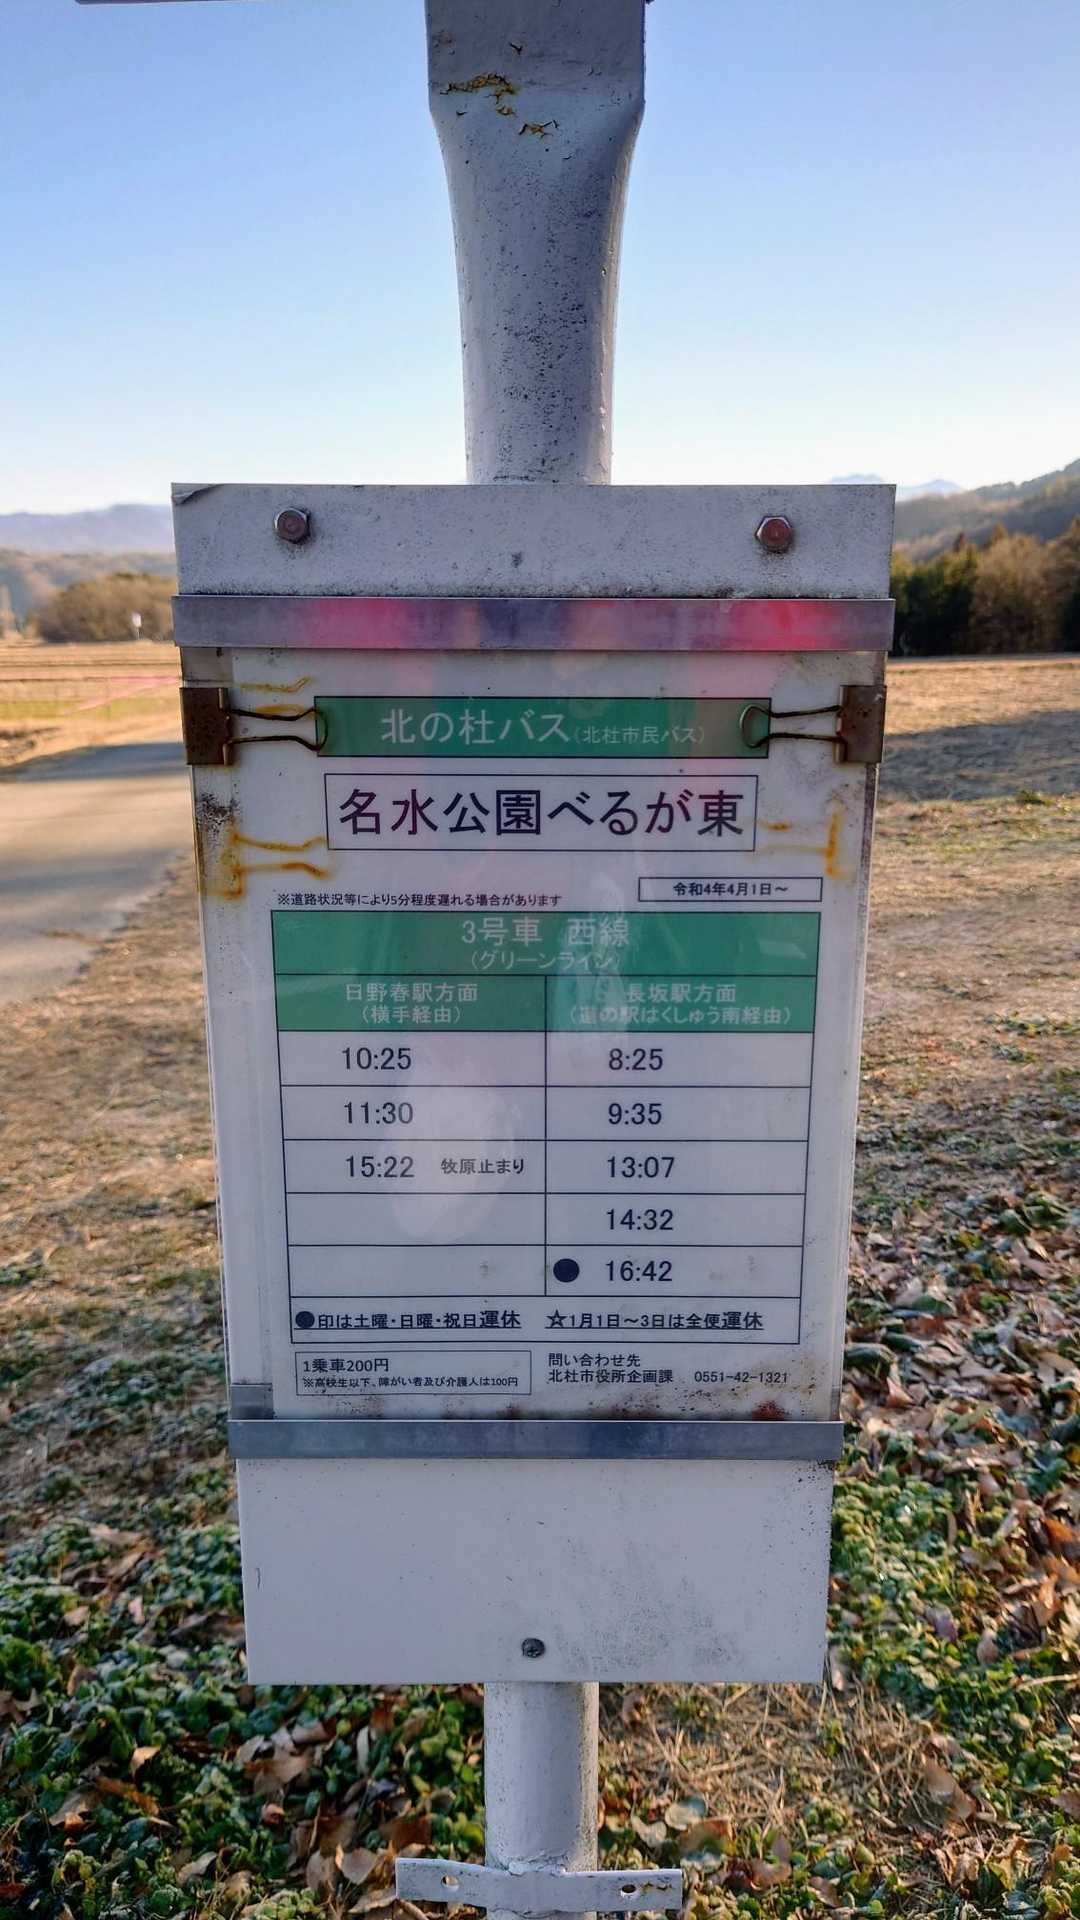 北の杜バス(北杜市民バス)
名水公園べるが東
令和4年4月1日～
※道路状況等により5分程度遅れる場合があります
3号車 西線
(グリーンライン)
日野春駅方面 長坂駅方面
(横手経由) (道の駅はくしゅう南経由)
10:25 8:25
11:30 9:35
15:22 牧原止まり 13:07
14:32
● 16:42
●印は土曜・日曜・祝日運休 ☆1月1日～3日は全便運休
1乗車200円
※高校生以下、障がい者及び介護人は100円
問い合わせ先
北杜市役所企画課 0551-42-1321